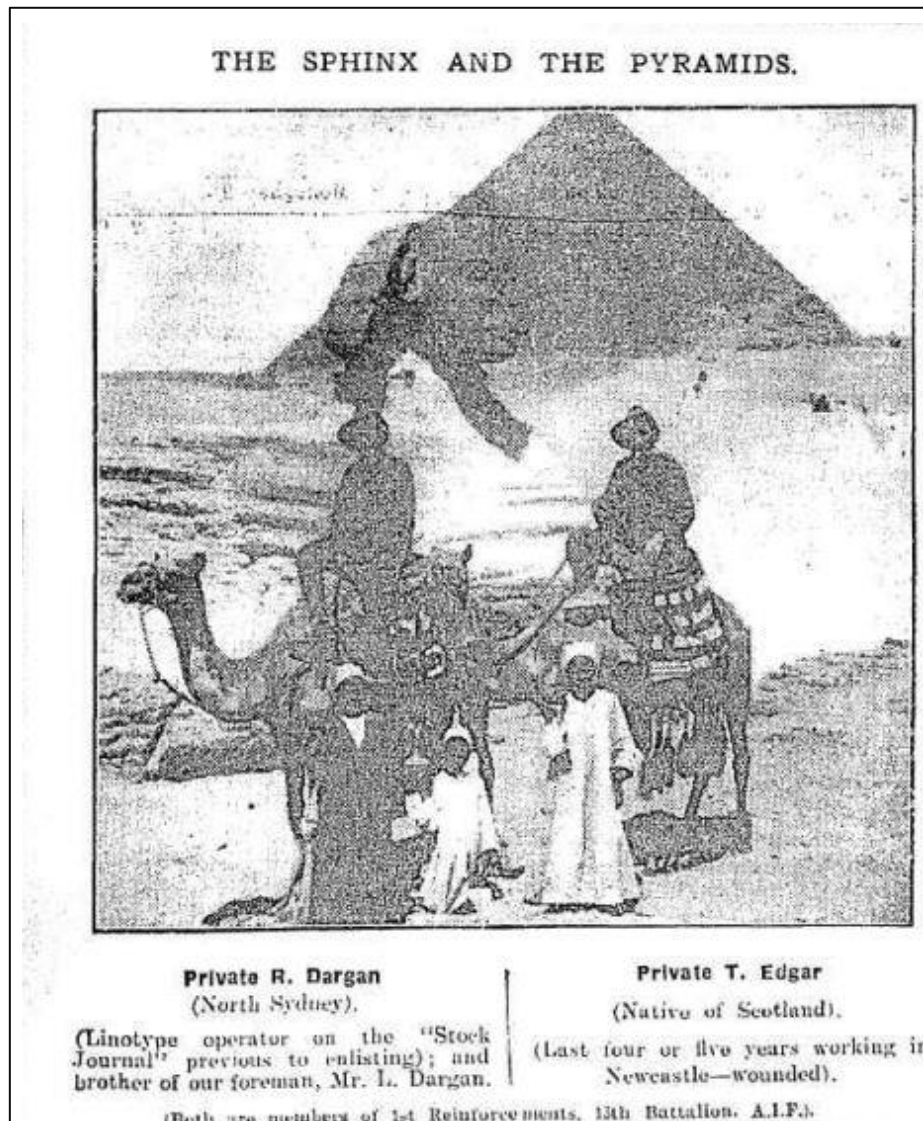 THE SPHINX AND THE PYRAMIDS.
Private R. Dargan
(North Sydney).
(Linotype operator on the "Stock
Journal" previous to enlisting); and
brother of our foreman, Mr. L. Dargan.
Private T. Edgar
(Native of Scotland).
(Last four or five years working in
Newcastle—wounded).
(Both are members of 1st Reinforcements, 13th Battalion, A.I.F.).